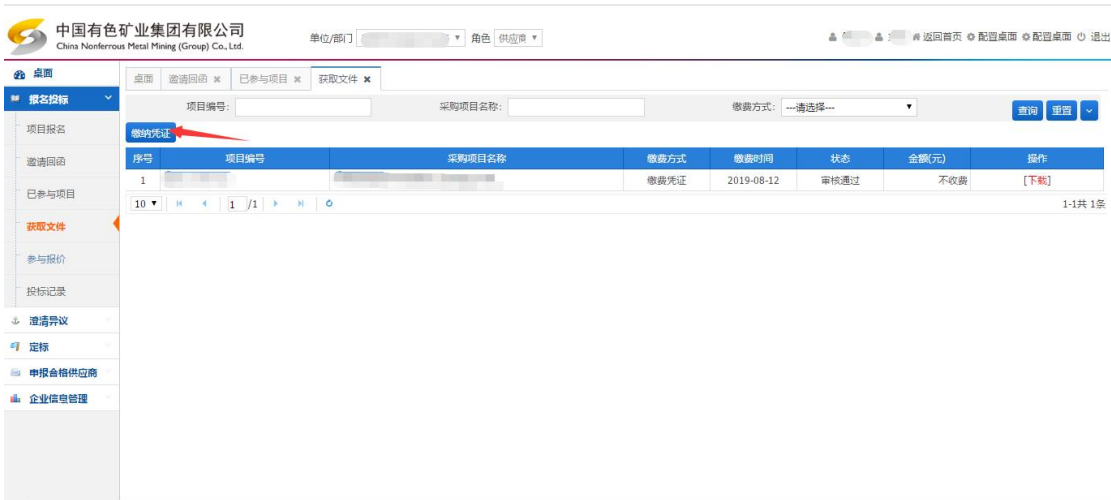 中国有色矿业集团有限公司
China Nonferrous Metal Mining (Group) Co., Ltd.
单位/部门 角色 供应商
返回首页 配置桌面 配置桌面 退出
桌面
报名投标
项目报名
邀请回函
已参与项目
获取文件
参与报价
投标记录
澄清异议
定标
申报合格供应商
企业信息管理
桌面 邀请回函 × 已参与项目 × 获取文件 ×
项目编号： 采购项目名称： 缴费方式： ---请选择--- 查询 重置
缴纳凭证
序号 项目编号 采购项目名称 缴费方式 缴费时间 状态 金额(元) 操作
1 缴费凭证 2019-08-12 审核通过 不收费 [下载]
10 1 /1 1-1共 1条